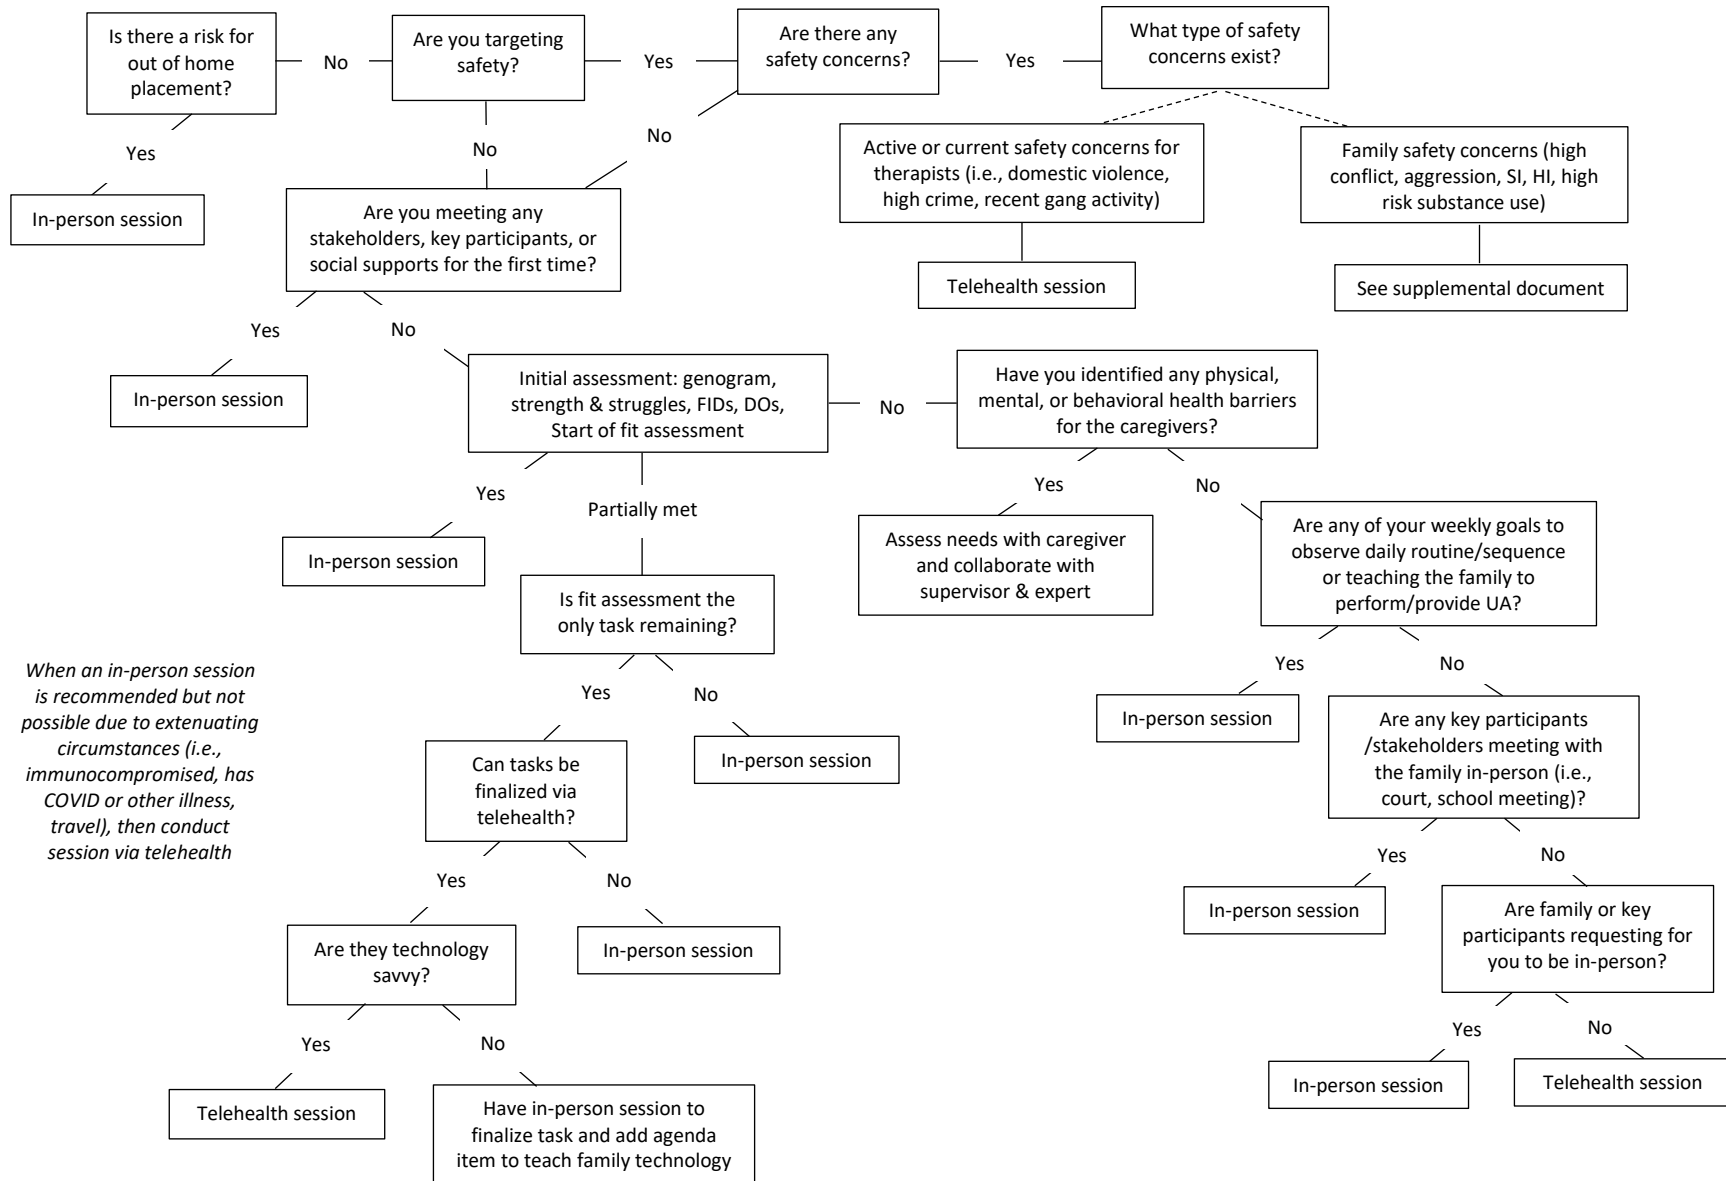 Is there a risk for
out of home
placement?
No
Are you targeting
safety?
Yes
Are there any
safety concerns?
Yes
What type of safety
concerns exist?
Yes
No
No
In-person session
Active or current safety concerns for
therapists (i.e., domestic violence,
high crime, recent gang activity)
Family safety concerns (high
conflict, aggression, SI, HI, high
risk substance use)
Telehealth session
See supplemental document
Are you meeting any
stakeholders, key participants, or
social supports for the first time?
Yes
No
In-person session
Initial assessment: genogram,
strength & struggles, FIDs, DOs,
Start of fit assessment
No
Have you identified any physical,
mental, or behavioral health barriers
for the caregivers?
Yes
Partially met
In-person session
Yes
No
Assess needs with caregiver
and collaborate with
supervisor & expert
Are any of your weekly goals to
observe daily routine/sequence
or teaching the family to
perform/provide UA?
Is fit assessment the
only task remaining?
Yes
No
In-person session
Yes
No
In-person session
Are any key participants
/stakeholders meeting with
the family in-person (i.e.,
court, school meeting)?
When an in-person session
is recommended but not
possible due to extenuating
circumstances (i.e.,
immunocompromised, has
COVID or other illness,
travel), then conduct
session via telehealth
Can tasks be
finalized via
telehealth?
Yes
No
In-person session
Yes
No
In-person session
Are family or key
participants requesting for
you to be in-person?
Are they technology
savvy?
Yes
No
Telehealth session
Have in-person session to
finalize task and add agenda
item to teach family technology
Yes
No
In-person session
Telehealth session